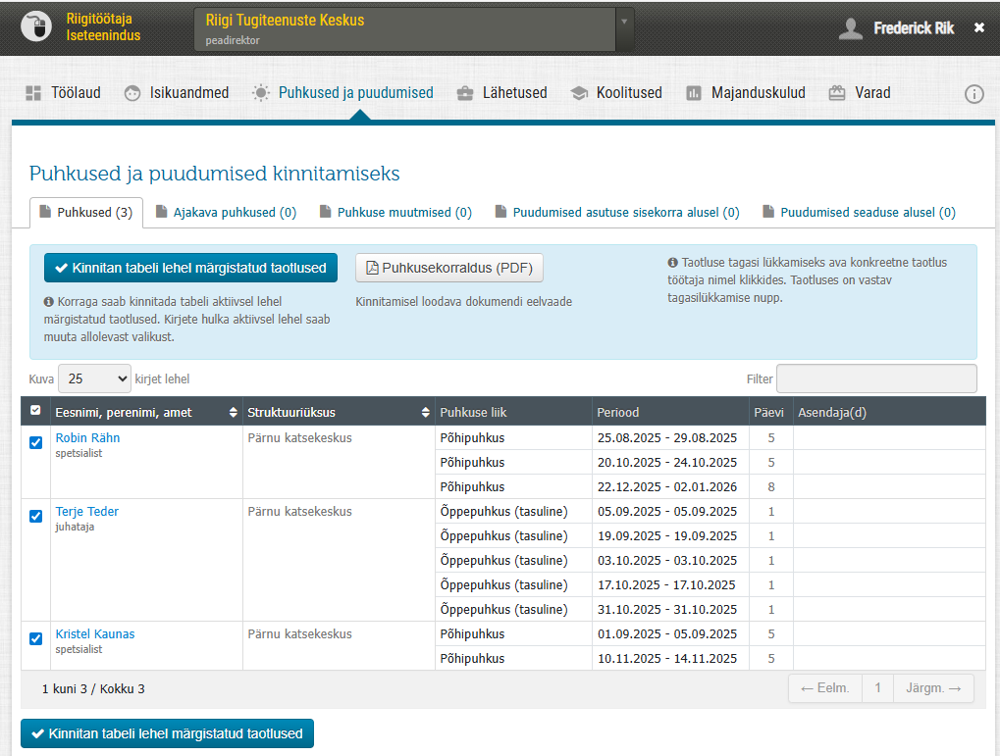 Riigitöötaja
Iseteenindus
Riigi Tugiteenuste Keskus
peadirektor
Frederick Rik
Töölaud Isikuandmed Puhkused ja puudumised Lähetused Koolitused Majanduskulud Varad
Puhkused ja puudumised kinnitamiseks
Puhkused (3) Ajakava puhkused (0) Puhkuse muutmised (0) Puudumised asutuse sisekorra alusel (0) Puudumised seaduse alusel (0)
Kinnitan tabeli lehel märgistatud taotlused
Korraga saab kinnitada tabeli aktiivsel lehel
märgistatud taotlused. Kirjete hulka aktiivsel lehel saab
muuta allolevast valikust.
Puhkusekorraldus (PDF)
Kinnitamisel loodava dokumendi eelvaade
Taotluse tagasi lükkamiseks ava konkreetne taotlus
töötaja nimel klikkides. Taotluses on vastav
tagasilükkamise nupp.
Kuva 25 kirjet lehel Filter
Eesnimi, perenimi, amet Struktuuriüksus Puhkuse liik Periood Päevi Asendaja(d)
Robin Rähn Pärnu katsekeskus Põhipuhkus 25.08.2025 - 29.08.2025 5
spetsialist
Põhipuhkus 20.10.2025 - 24.10.2025 5
Põhipuhkus 22.12.2025 - 02.01.2026 8
Terje Teder Pärnu katsekeskus Õppepuhkus (tasuline) 05.09.2025 - 05.09.2025 1
juhataja
Õppepuhkus (tasuline) 19.09.2025 - 19.09.2025 1
Õppepuhkus (tasuline) 03.10.2025 - 03.10.2025 1
Õppepuhkus (tasuline) 17.10.2025 - 17.10.2025 1
Õppepuhkus (tasuline) 31.10.2025 - 31.10.2025 1
Kristel Kaunas Pärnu katsekeskus Põhipuhkus 01.09.2025 - 05.09.2025 5
spetsialist
Põhipuhkus 10.11.2025 - 14.11.2025 5
1 kuni 3 / Kokku 3 ← Eelm. 1 Järgm. →
Kinnitan tabeli lehel märgistatud taotlused